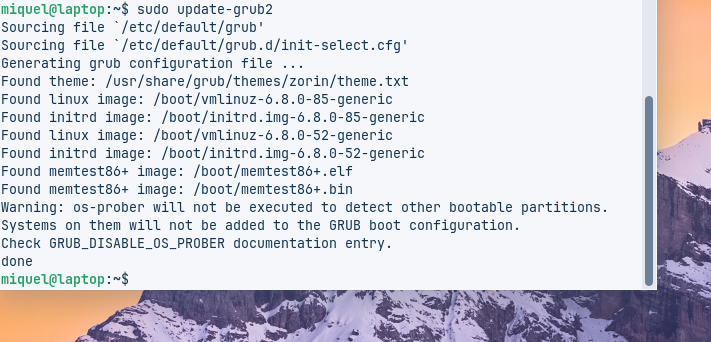 miquel@laptop:~$ sudo update-grub2
Sourcing file `/etc/default/grub'
Sourcing file `/etc/default/grub.d/init-select.cfg'
Generating grub configuration file ...
Found theme: /usr/share/grub/themes/zorin/theme.txt
Found linux image: /boot/vmlinuz-6.8.0-85-generic
Found initrd image: /boot/initrd.img-6.8.0-85-generic
Found linux image: /boot/vmlinuz-6.8.0-52-generic
Found initrd image: /boot/initrd.img-6.8.0-52-generic
Found memtest86+ image: /boot/memtest86+.elf
Found memtest86+ image: /boot/memtest86+.bin
Warning: os-prober will not be executed to detect other bootable partitions.
Systems on them will not be added to the GRUB boot configuration.
Check GRUB_DISABLE_OS_PROBER documentation entry.
done
miquel@laptop:~$